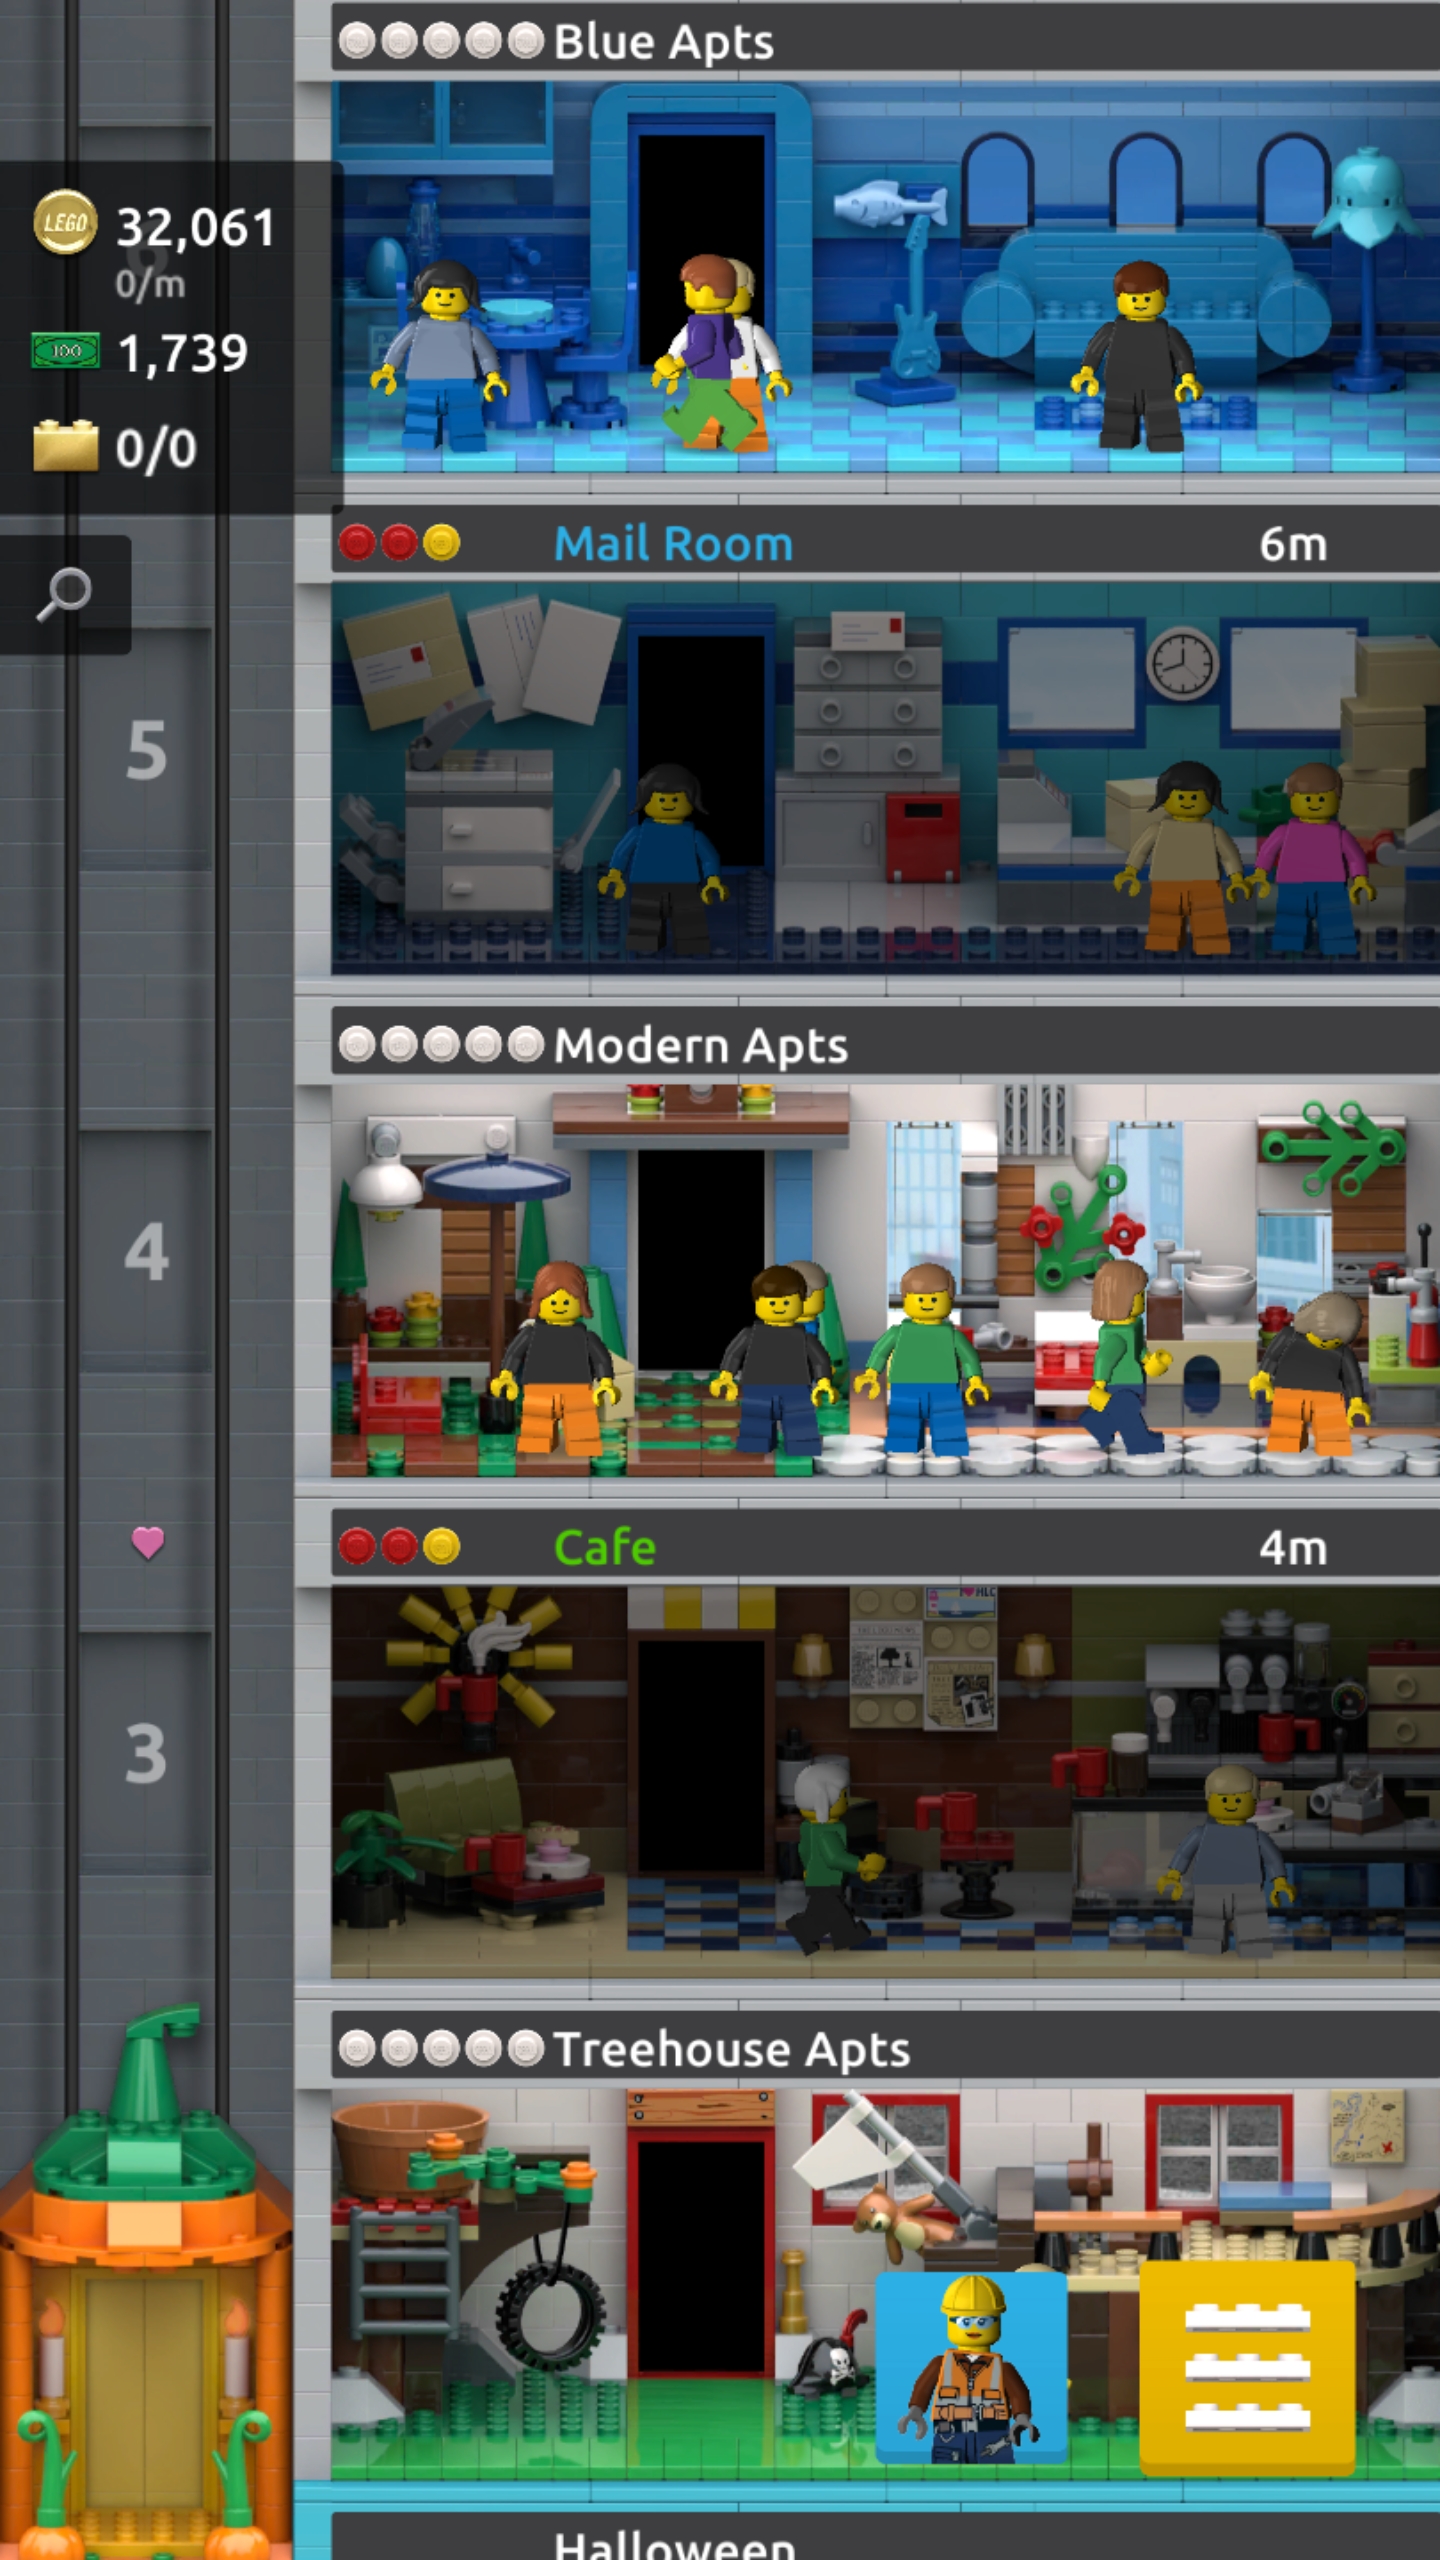 Blue Apts
LEGO
32,061
0/m
100
1,739
0/0
Mail Room
6m
5
Modern Apts
4
Cafe
4m
HLC
3
Treehouse Apts
Halloween